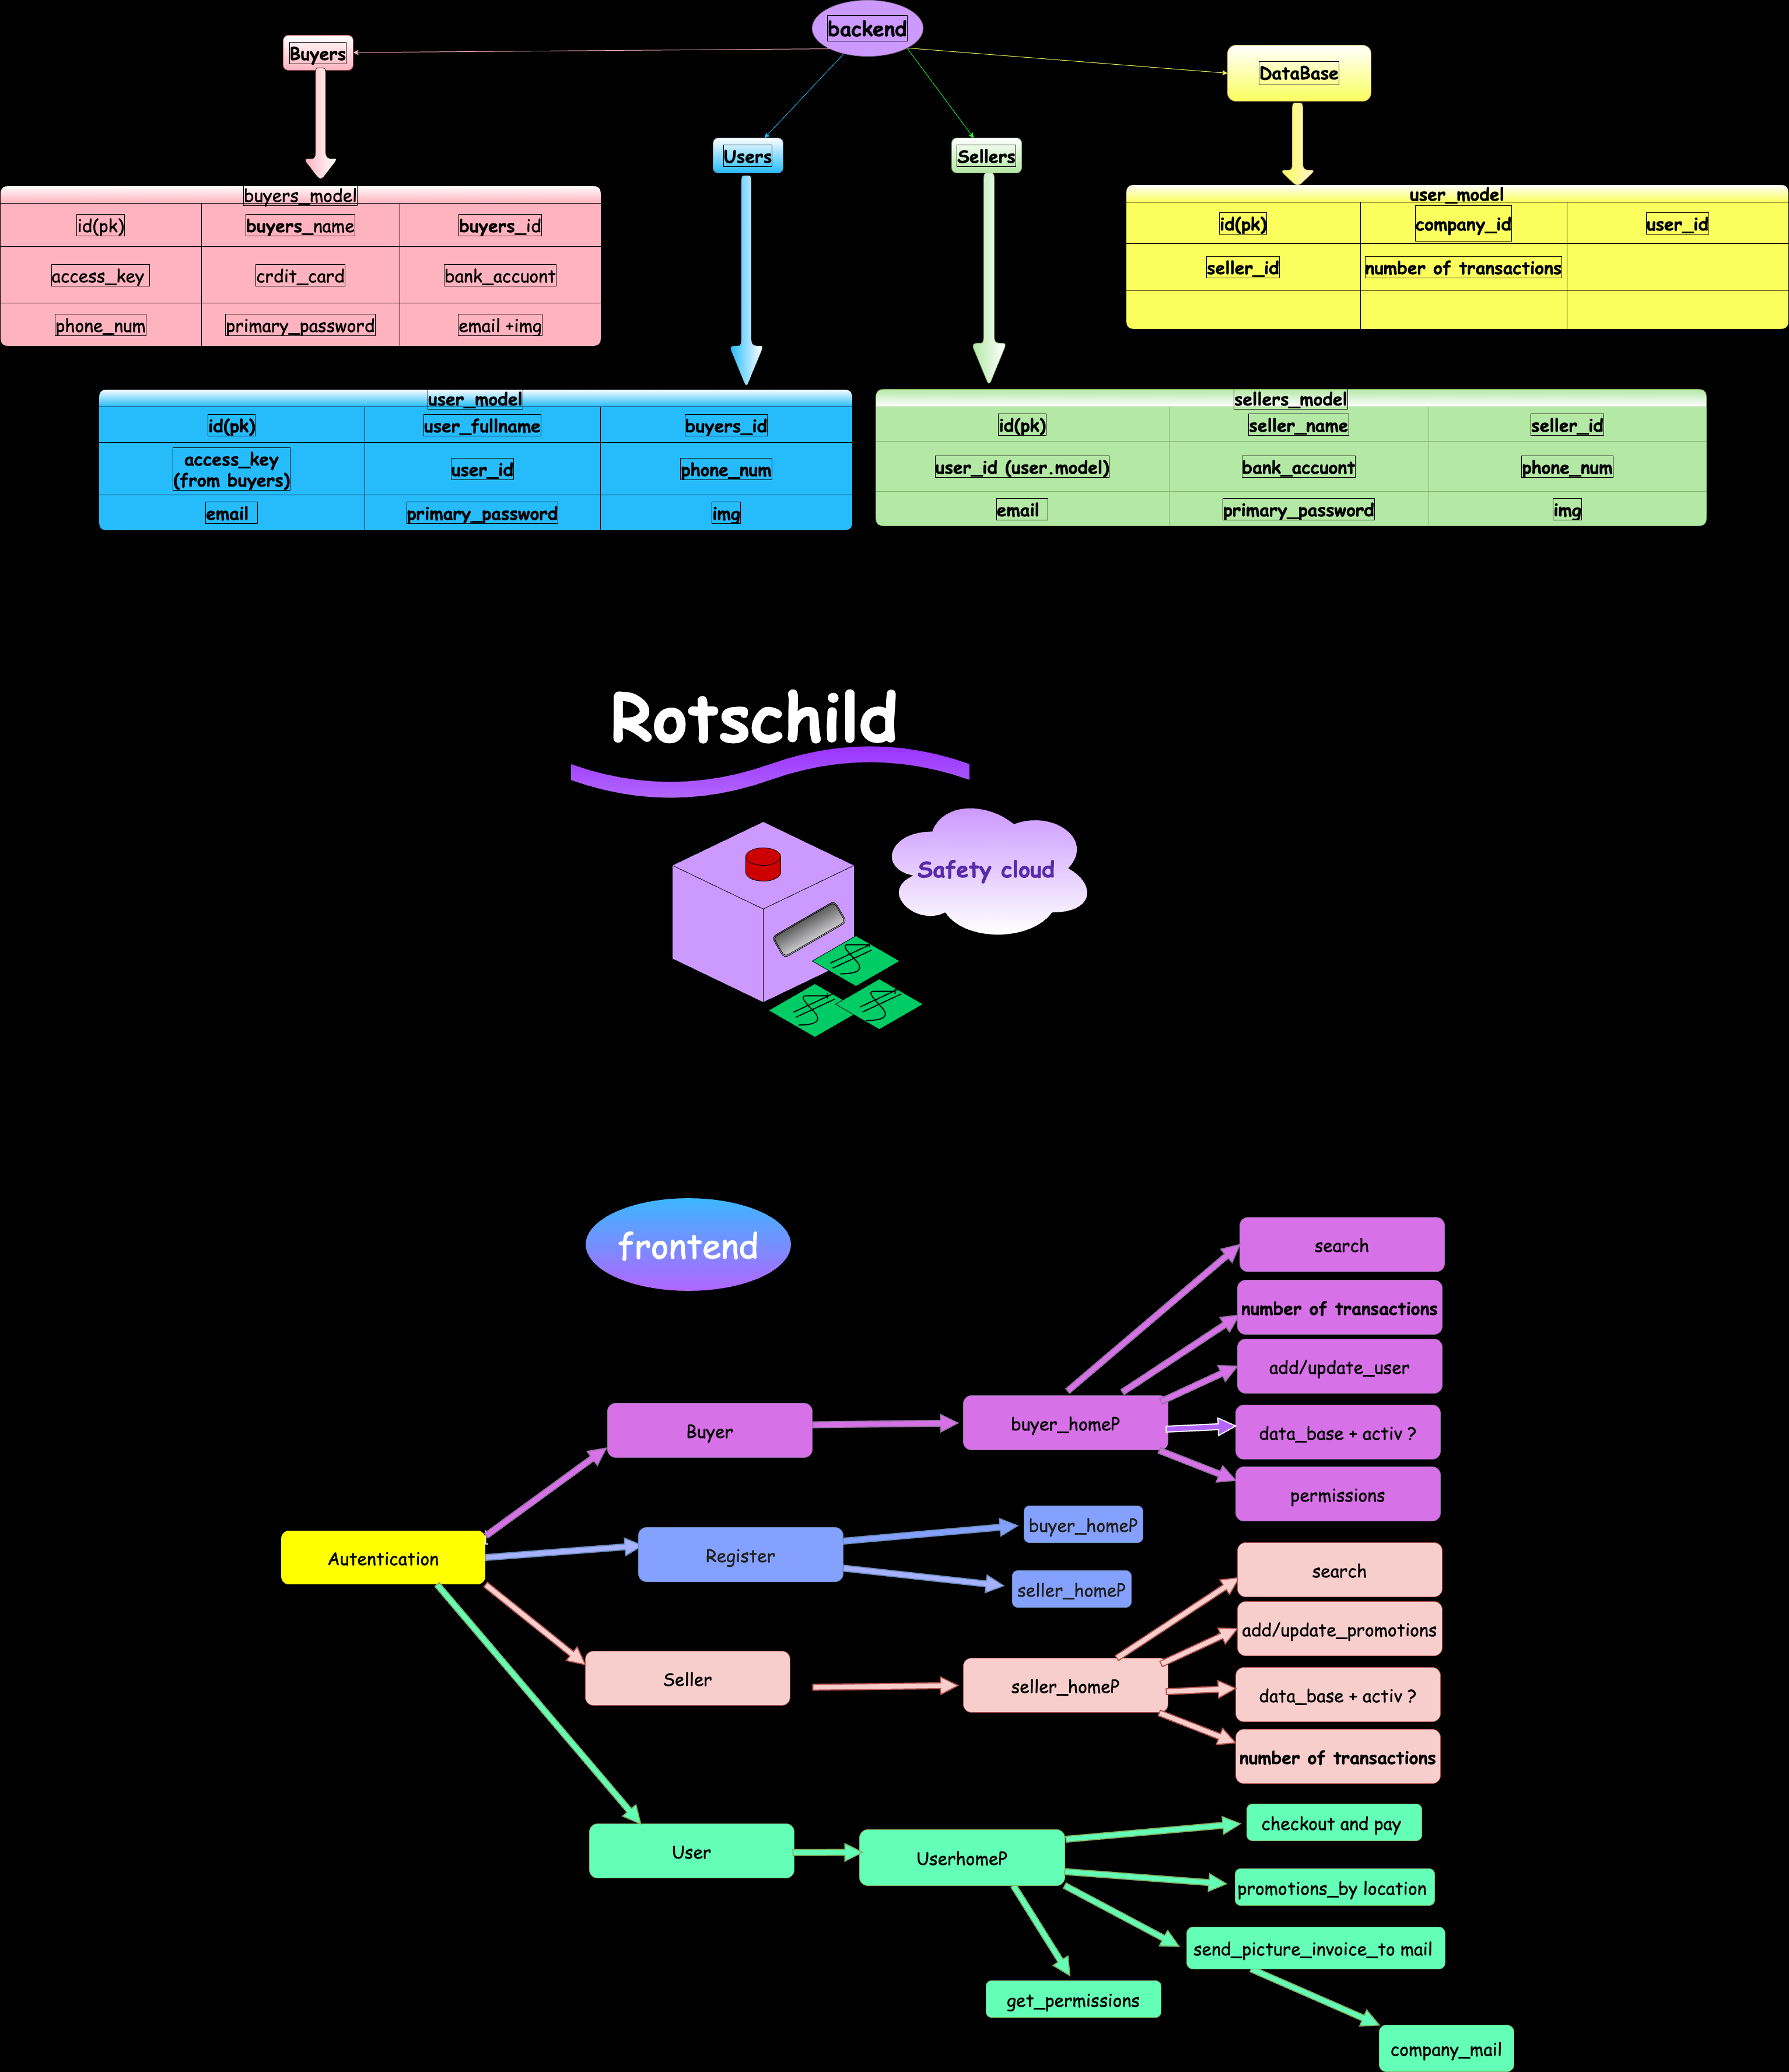 backend
Buyers
DataBase
Users
Sellers
buyers_model
id(pk)
buyers_name
buyers_id
access_key
crdit_card
bank_accuont
phone_num
primary_password
email +img
user_model
id(pk)
company_id
user_id
seller_id
number of transactions
user_model
id(pk)
user_fullname
buyers_id
access_key
(from buyers)
user_id
phone_num
email
primary_password
img
sellers_model
id(pk)
seller_name
seller_id
user_id (user.model)
bank_accuont
phone_num
email
primary_password
img
Rotschild
Safety cloud
frontend
search
number of transactions
add/update_user
Buyer
buyer_homeP
data_base + activ ?
permissions
Autentication
1
Register
buyer_homeP
seller_homeP
search
add/update_promotions
Seller
seller_homeP
data_base + activ ?
number of transactions
User
UserhomeP
checkout and pay
promotions_by location
send_picture_invoice_to mail
get_permissions
company_mail